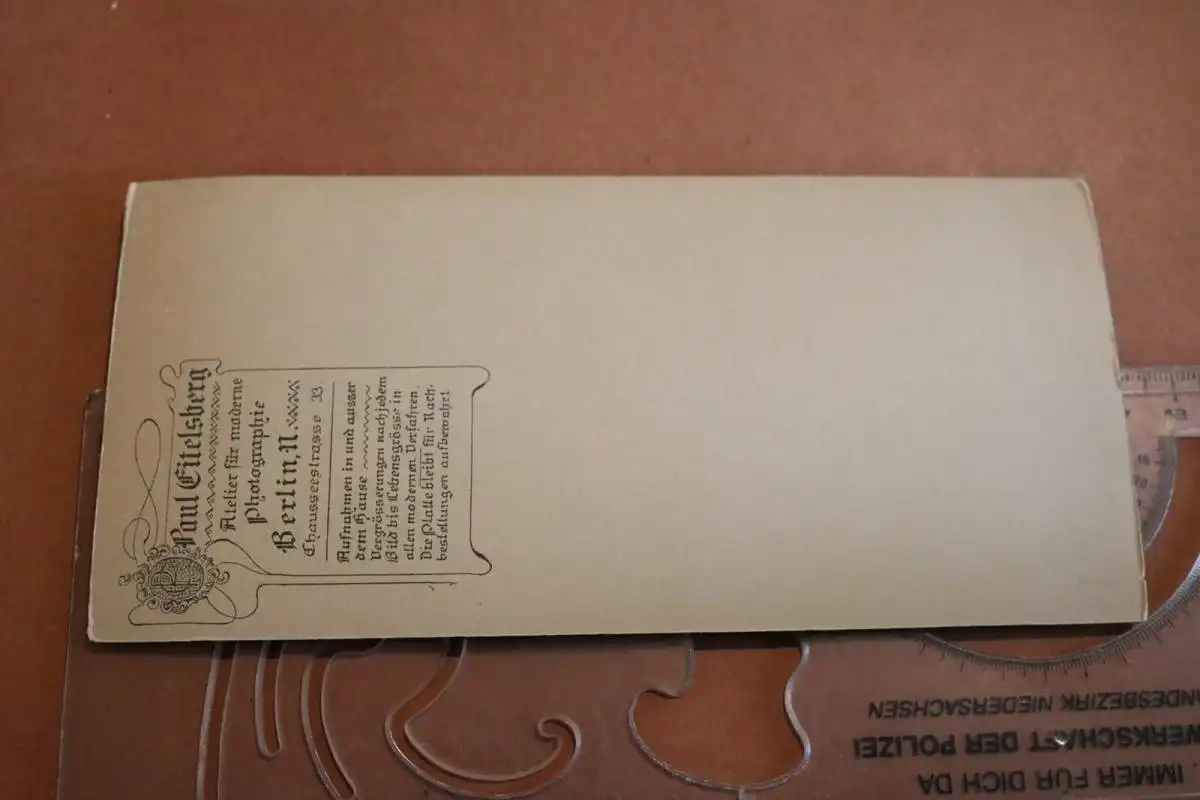 Paul Eitelsberg
Atelier für moderne
Photographie
Berlin, N.
Chausseestrasse 33
Aufnahmen in und ausser
dem Hause
Vergrösserungen nach jedem
Bild bis Lebensgrösse in
allen modernen Verfahren.
Die Platte bleibt für Nach-
bestellungen aufbewahrt
IMMER FÜR DICH DA
WERKSCHAFT DER POLIZEI
ANDESBEZIRK NIEDERSACHSEN